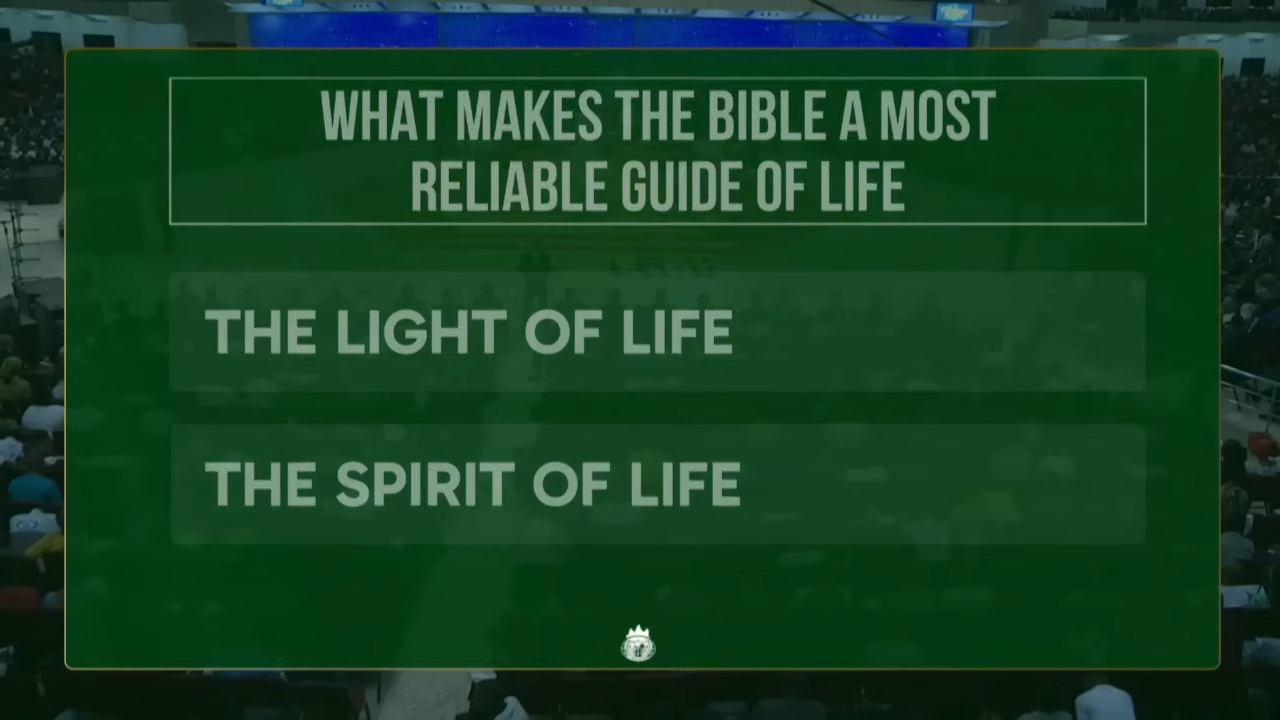 WHAT MAKES THE BIBLE A MOST
RELIABLE GUIDE OF LIFE
THE LIGHT OF LIFE
THE SPIRIT OF LIFE